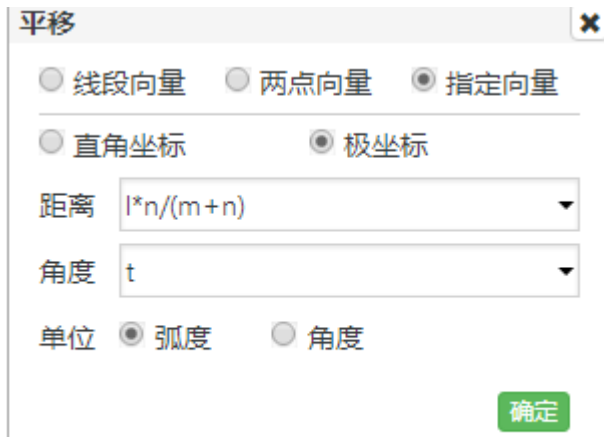 平移
线段向量 两点向量 指定向量
直角坐标 极坐标
距离 l*n/(m+n)
角度 t
单位 弧度 角度
确定